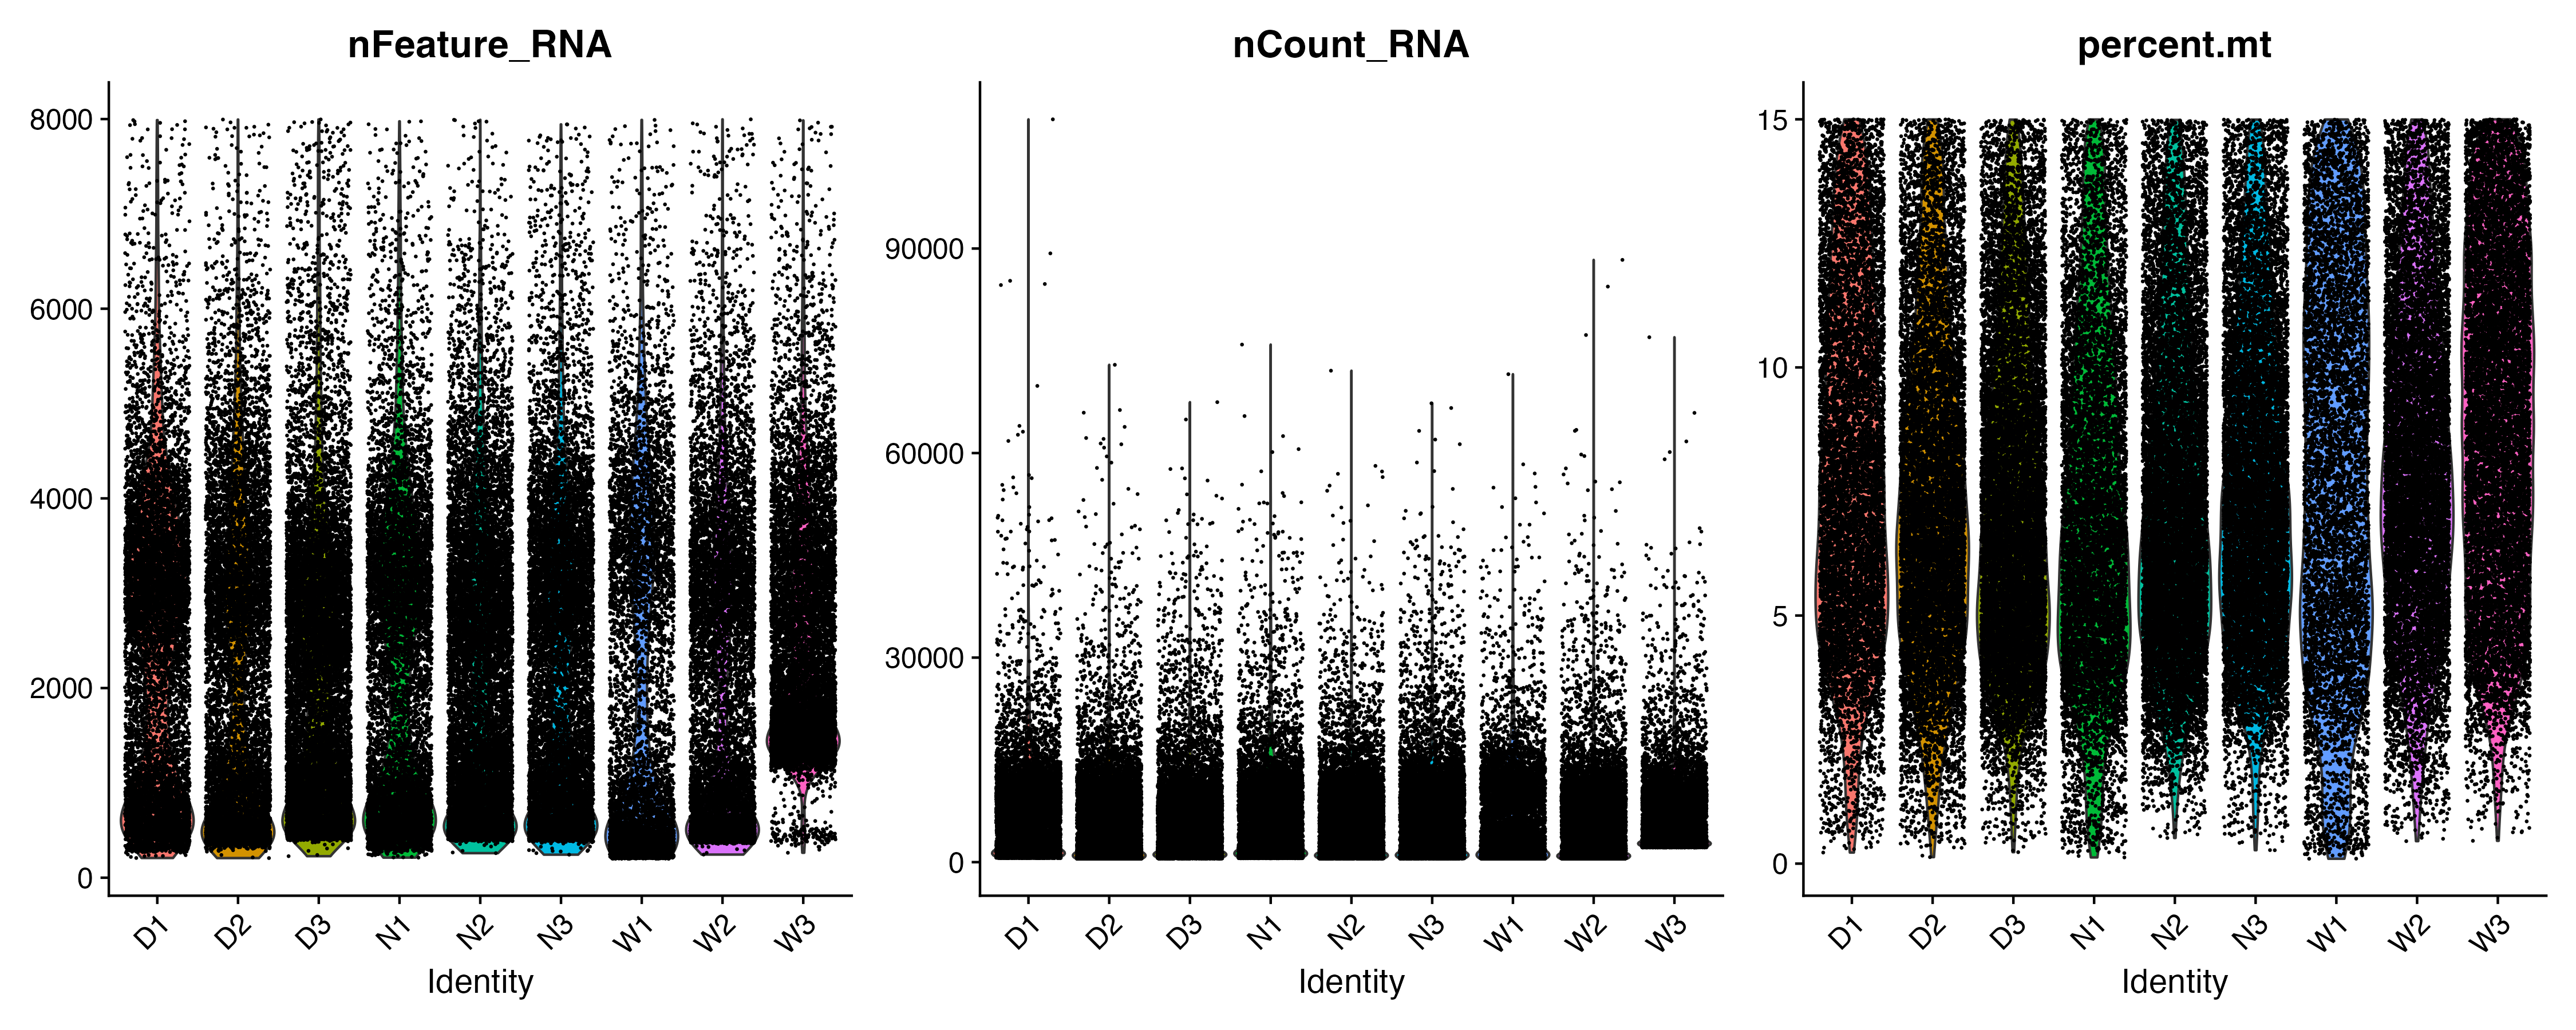 nFeature_RNA
8000
6000
4000
2000
0
D1 D2 D3 N1 N2 N3 W1 W2 W3
Identity
nCount_RNA
90000
60000
30000
0
D1 D2 D3 N1 N2 N3 W1 W2 W3
Identity
percent.mt
15
10
5
0
D1 D2 D3 N1 N2 N3 W1 W2 W3
Identity